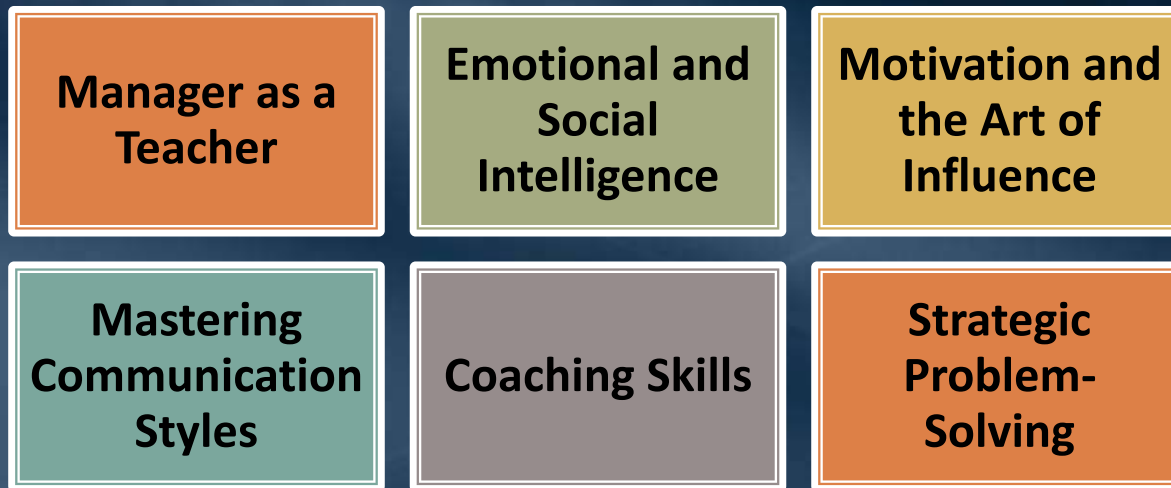 Manager as a
Teacher
Emotional and
Social
Intelligence
Motivation and
the Art of
Influence
Mastering
Communication
Styles
Coaching Skills
Strategic
Problem-
Solving